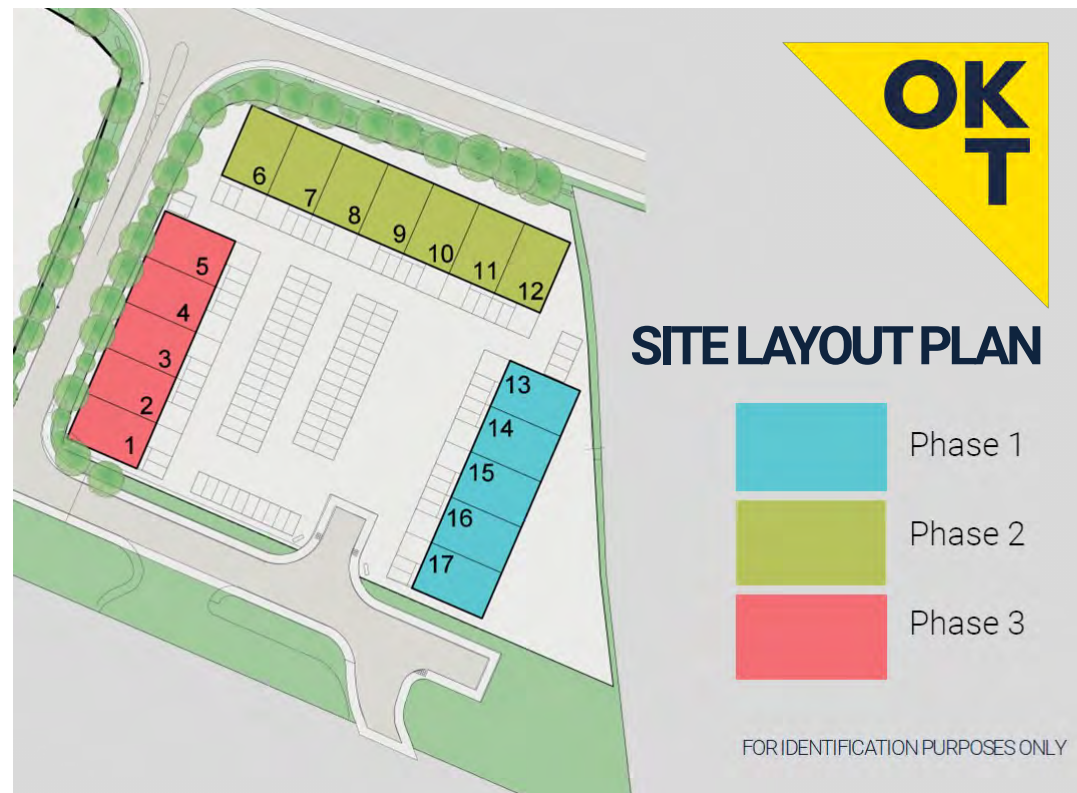 OK
T
SITE LAYOUT PLAN
Phase 1
Phase 2
Phase 3
FOR IDENTIFICATION PURPOSES ONLY
6
7
8
9
10
11
12
5
4
3
2
1
13
14
15
16
17